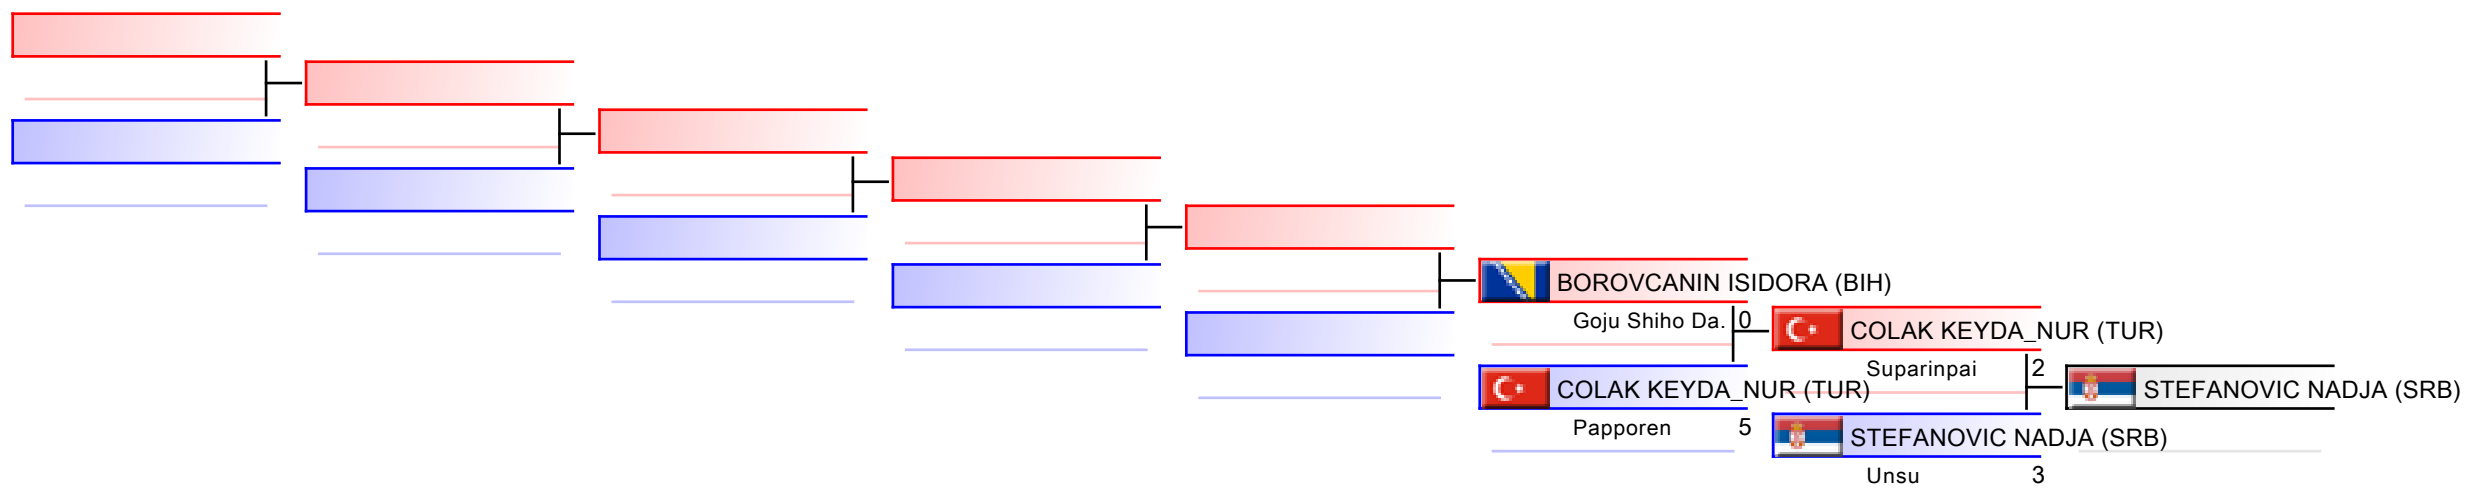 BOROVCANIN ISIDORA (BIH)
Goju Shiho Da. 0
COLAK KEYDA_NUR (TUR)
Papporen 5
COLAK KEYDA_NUR (TUR)
Suparinpai 2
STEFANOVIC NADJA (SRB)
Unsu 3
STEFANOVIC NADJA (SRB)